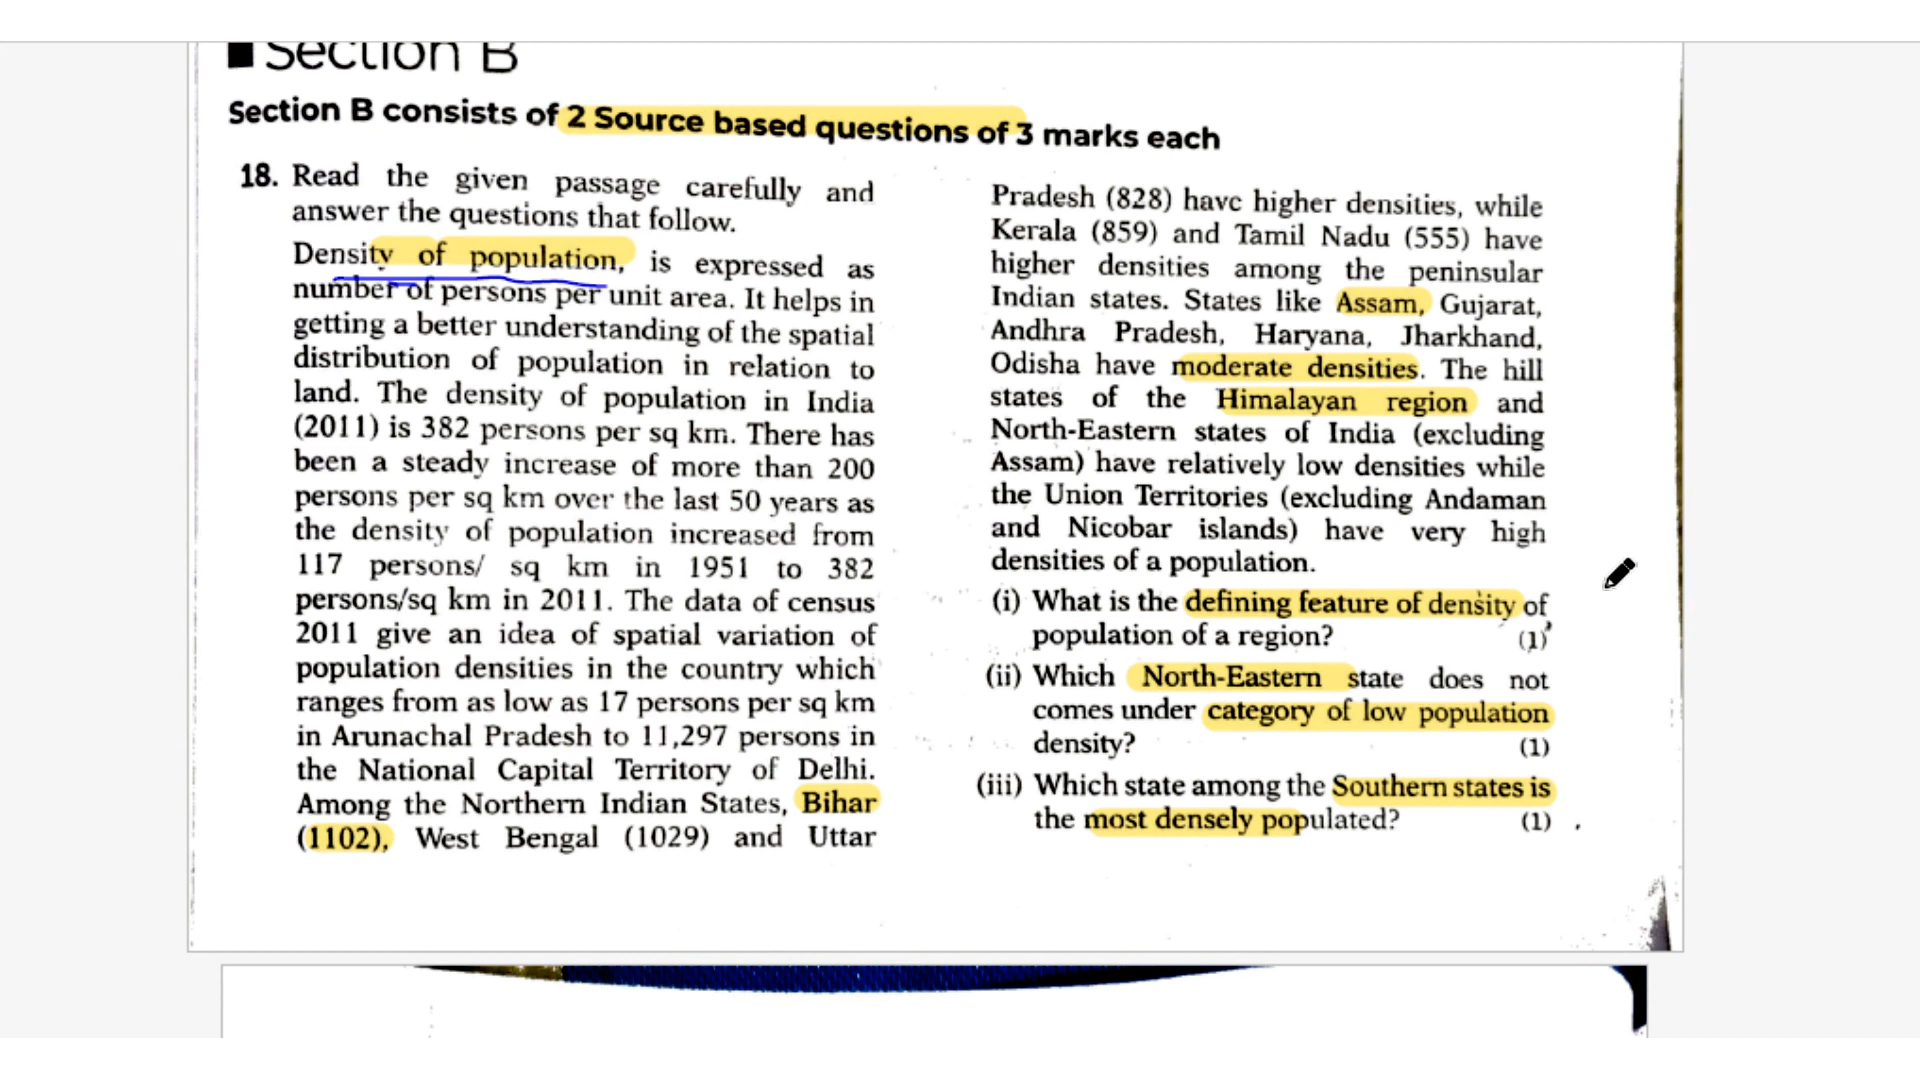 Section B
Section B consists of 2 Source based questions of 3 marks each
18. Read the given passage carefully and
answer the questions that follow.
Density of population, is expressed as
number of persons per unit area. It helps in
getting a better understanding of the spatial
distribution of population in relation to
land. The density of population in India
(2011) is 382 persons per sq km. There has
been a steady increase of more than 200
persons per sq km over the last 50 years as
the density of population increased from
117 persons/ sq km in 1951 to 382
persons/sq km in 2011. The data of census
2011 give an idea of spatial variation of
population densities in the country which
ranges from as low as 17 persons per sq km
in Arunachal Pradesh to 11,297 persons in
the National Capital Territory of Delhi.
Among the Northern Indian States, Bihar
(1102), West Bengal (1029) and Uttar
Pradesh (828) have higher densities, while
Kerala (859) and Tamil Nadu (555) have
higher densities among the peninsular
Indian states. States like Assam, Gujarat,
Andhra Pradesh, Haryana, Jharkhand,
Odisha have moderate densities. The hill
states of the Himalayan region and
North-Eastern states of India (excluding
Assam) have relatively low densities while
the Union Territories (excluding Andaman
and Nicobar islands) have very high
densities of a population.
(i) What is the defining feature of density of
population of a region? (1)
(ii) Which North-Eastern state does not
comes under category of low population
density? (1)
(iii) Which state among the Southern states is
the most densely populated? (1)